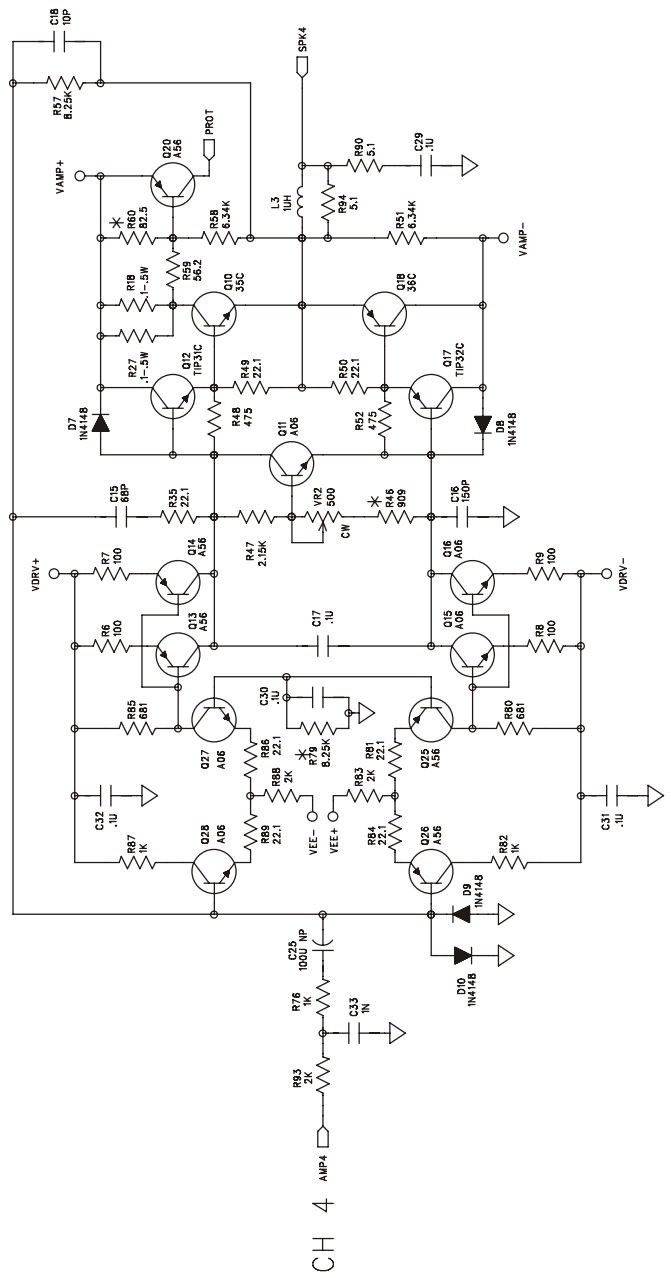 CH 4
AMP4
R93
2K
C33
1N
R76
1K
C25
100U NP
D10
1N4148
D9
1N4148
Q28
A06
R87
1K
C32
.1U
R89
22.1
R86
22.1
R88
2K
VEE-
VEE+
R83
2K
R84
22.1
R81
22.1
Q26
A56
R82
1K
C31
.1U
Q27
A06
R85
681
C30
.1U
*
R79
8.25K
Q25
A56
R80
681
VDRV+
R6
100
R7
100
Q13
A56
Q14
A56
C17
.1U
Q15
A06
Q16
A06
R8
100
R9
100
VDRV-
C15
68P
R35
22.1
R47
2.15K
VR2
500
CW
*
R46
909
C16
150P
D7
1N4148
Q11
A06
R48
475
R52
475
D8
1N4148
R27
.1-.5W
R18
.1-.5W
Q12
TIP31C
R49
22.1
R50
22.1
Q17
TIP32C
Q10
35C
Q18
36C
R59
56.2
*
R60
82.5
R58
6.34K
VAMP+
Q20
A56
PROT
L3
1UH
R94
5.1
R51
6.34K
VAMP-
R90
5.1
C29
.1U
SPK4
R57
8.25K
C18
10P